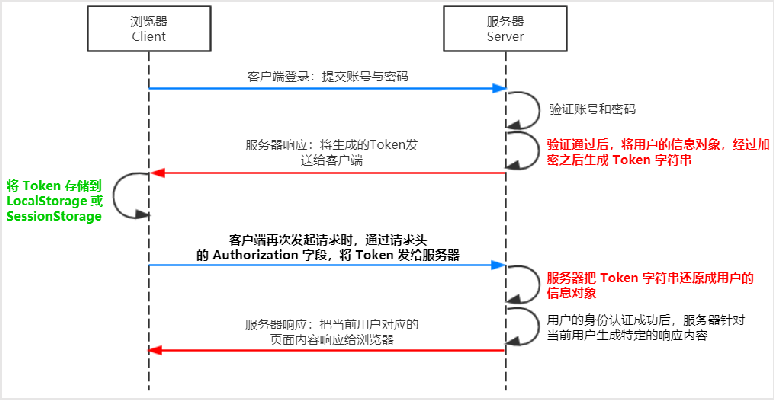 浏览器
Client
服务器
Server
客户端登录：提交账号与密码
验证账号和密码
服务器响应：将生成的Token发
送给客户端
验证通过后，将用户的信息对象，经过加
密之后生成 Token 字符串
将 Token 存储到
LocalStorage 或
SessionStorage
客户端再次发起请求时，通过请求头
的 Authorization 字段，将 Token 发给服务器
服务器把 Token 字符串还原成用户的
信息对象
服务器响应：把当前用户对应的
页面内容响应给浏览器
用户的身份认证成功后，服务器针对
当前用户生成特定的响应内容